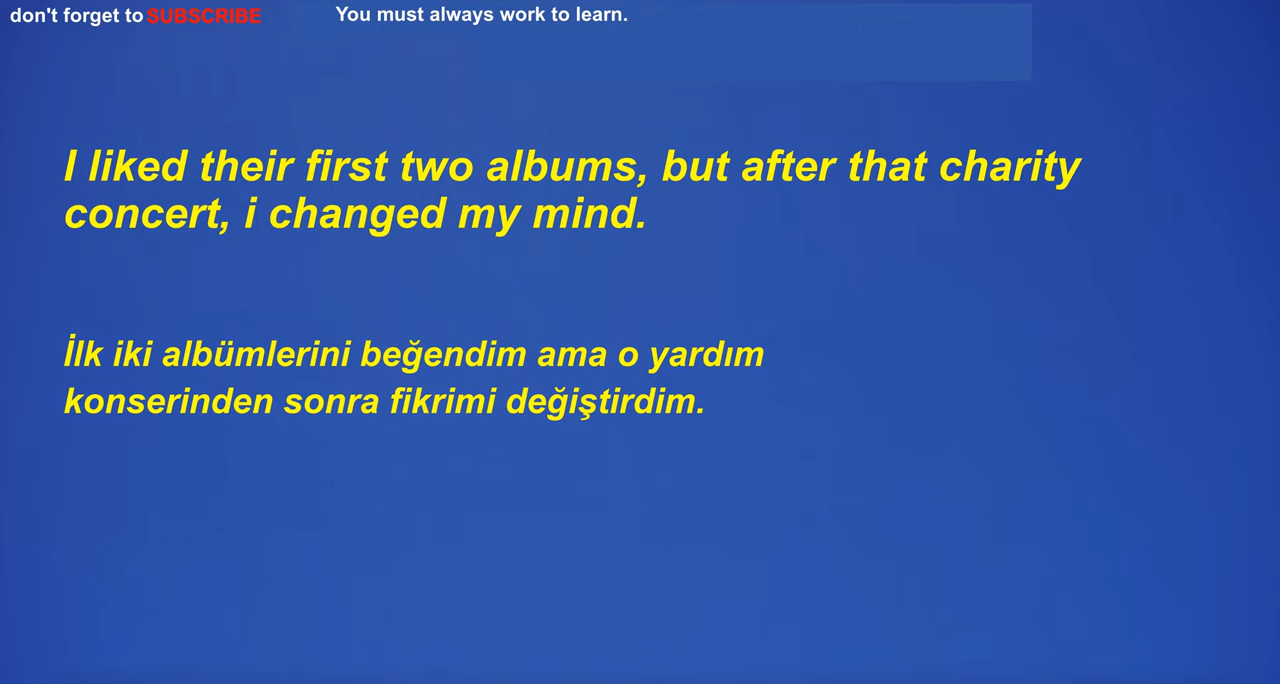 don't forget to SUBSCRIBE
You must always work to learn.
I liked their first two albums, but after that charity
concert, i changed my mind.
İlk iki albümlerini beğendim ama o yardım
konserinden sonra fikrimi değiştirdim.